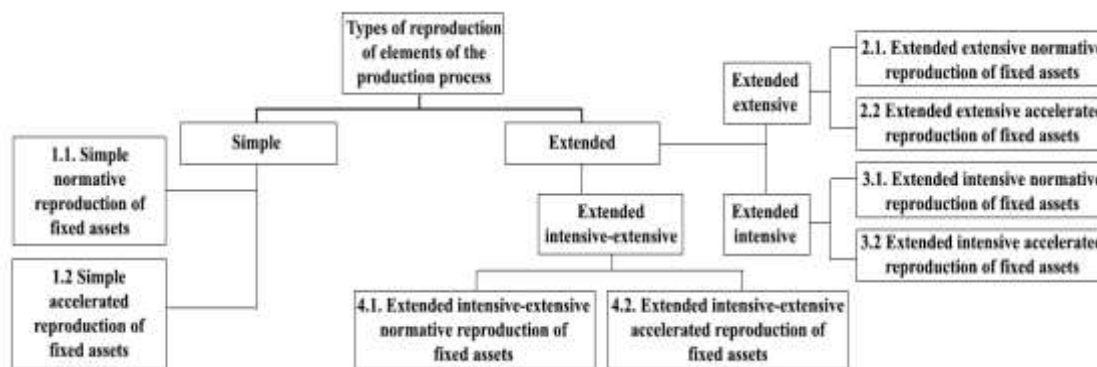 Types of reproduction
of elements of the
production process
Simple
Extended
1.1. Simple
normative
reproduction of
fixed assets
1.2 Simple
accelerated
reproduction of
fixed assets
Extended
intensive-extensive
4.1. Extended intensive-extensive
normative reproduction of
fixed assets
4.2. Extended intensive-extensive
accelerated reproduction of
fixed assets
Extended
extensive
2.1. Extended extensive normative
reproduction of fixed assets
2.2 Extended extensive accelerated
reproduction of fixed assets
Extended
intensive
3.1. Extended intensive normative
reproduction of fixed assets
3.2 Extended intensive accelerated
reproduction of fixed assets